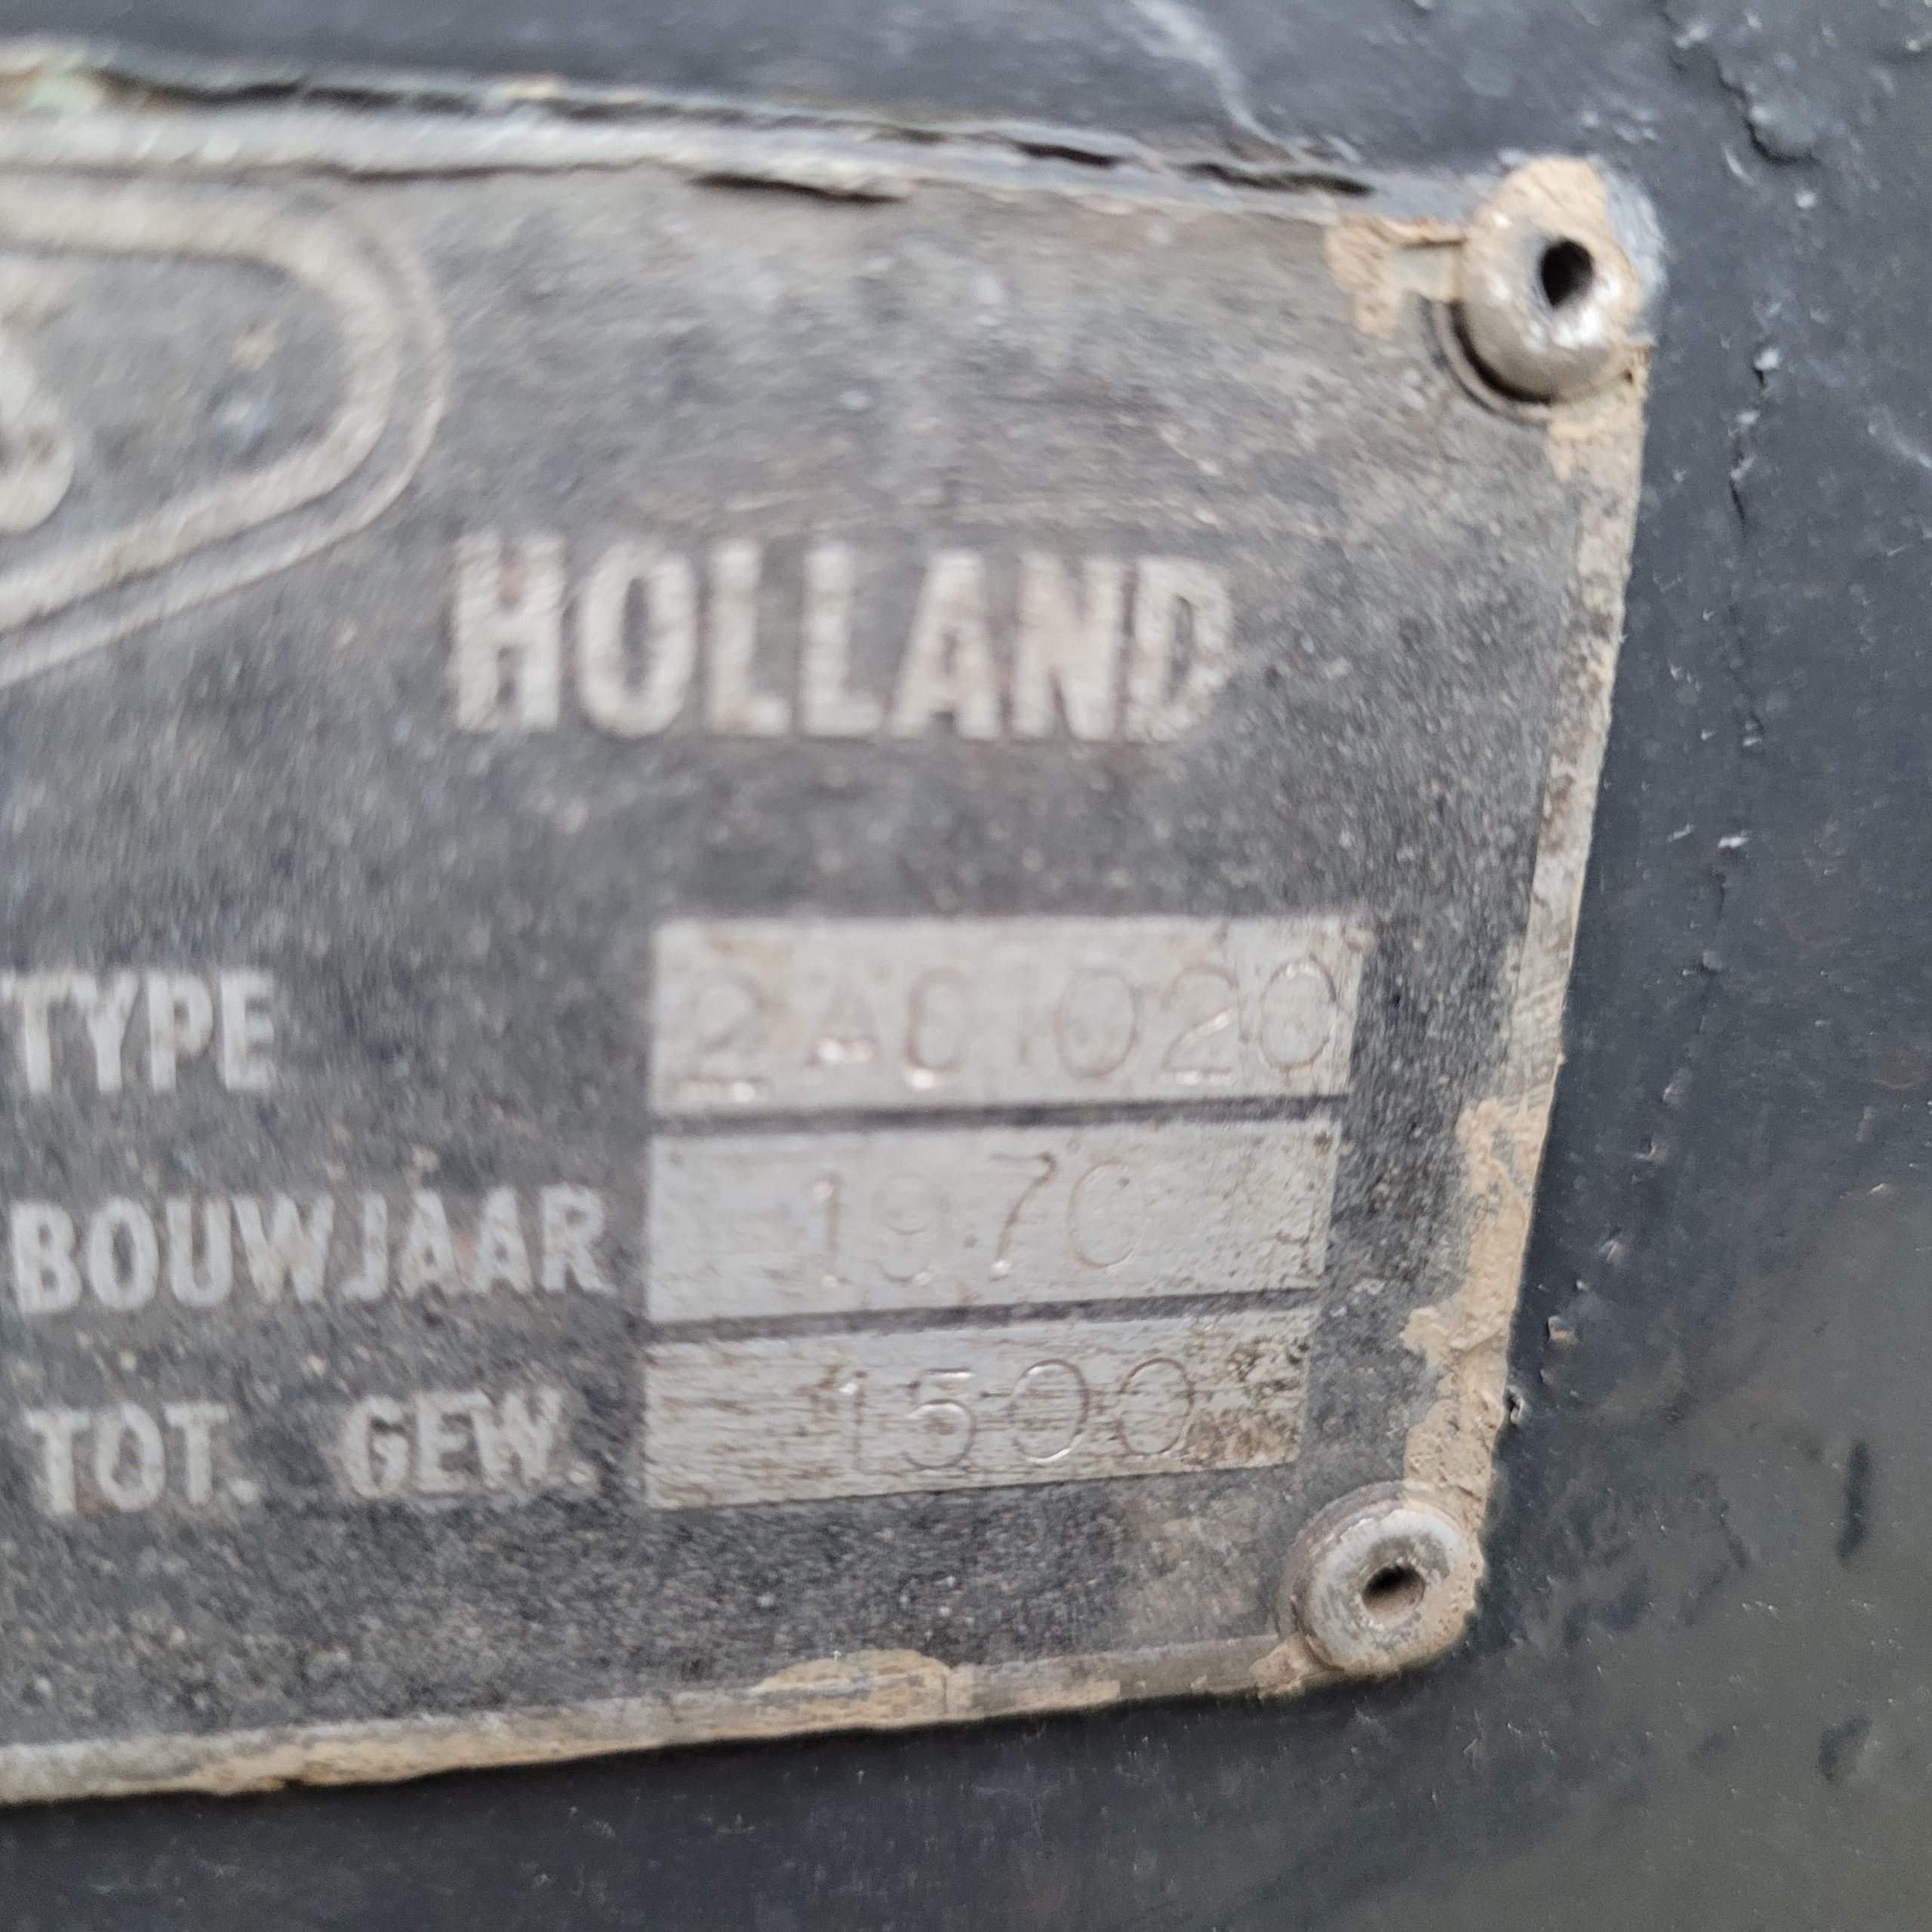 HOLLAND
TYPE 2A01020
BOUWJAAR 1970
TOT. GEW. 1500